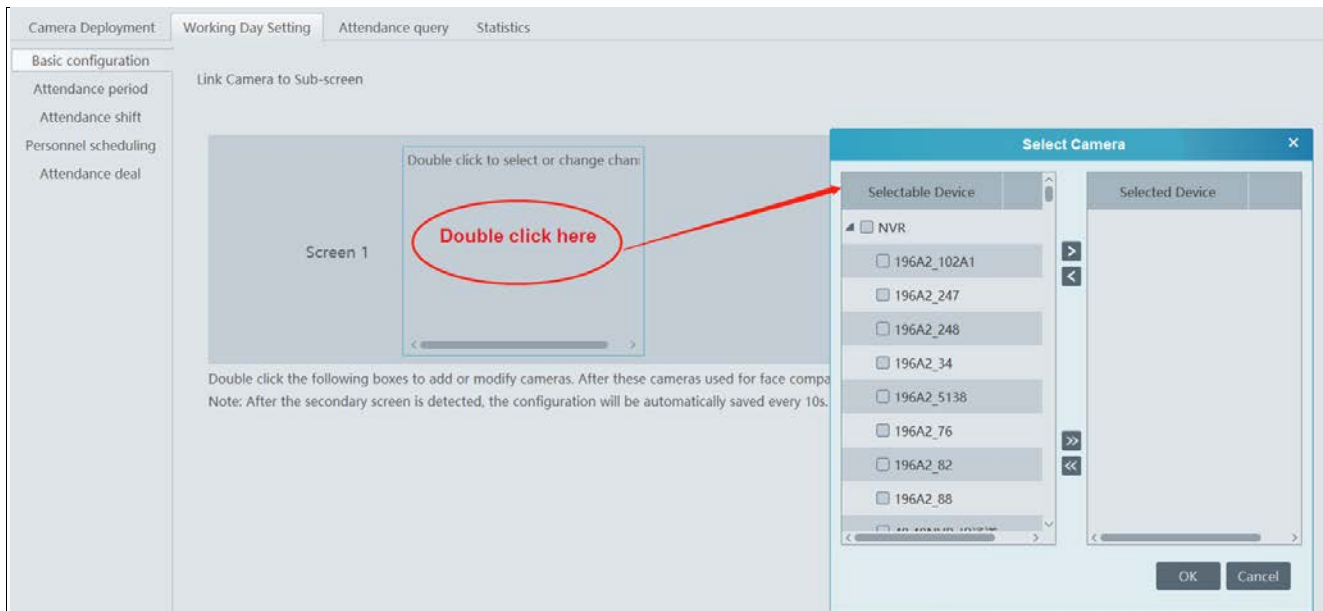 Camera Deployment
Working Day Setting
Attendance query
Statistics
Basic configuration
Attendance period
Attendance shift
Personnel scheduling
Attendance deal
Link Camera to Sub-screen
Screen 1
Double click to select or change chan
Double click here
Double click the following boxes to add or modify cameras. After these cameras used for face compa
Note: After the secondary screen is detected, the configuration will be automatically saved every 10s.
Select Camera
Selectable Device
Selected Device
NVR
196A2_102A1
196A2_247
196A2_248
196A2_34
196A2_5138
196A2_76
196A2_82
196A2_88
OK
Cancel